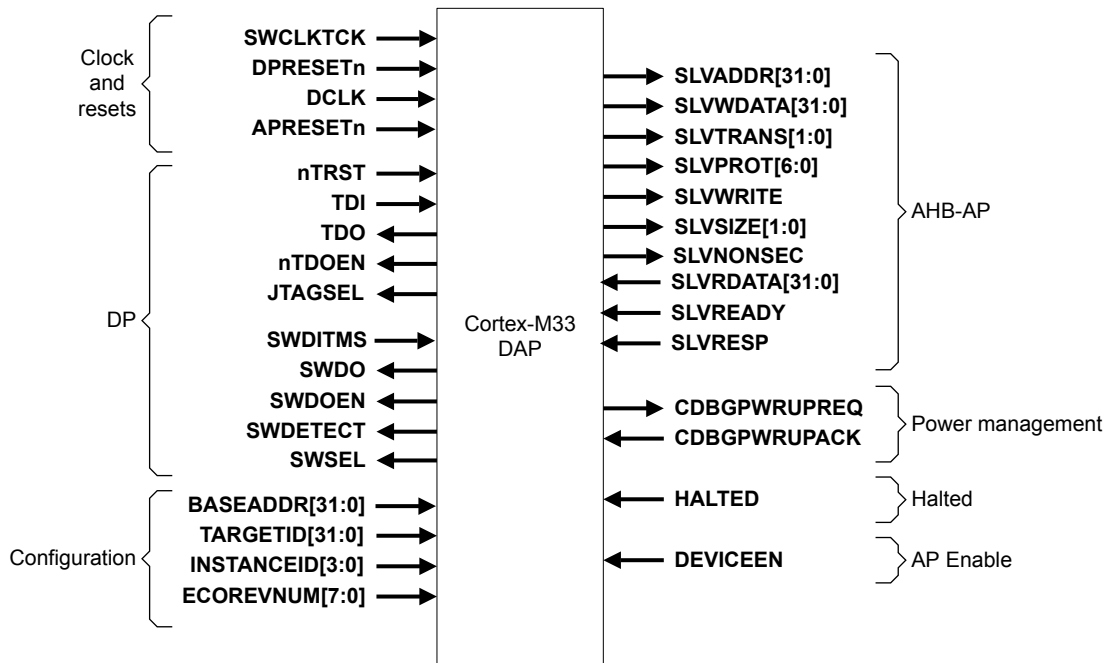 Clock
and
resets
SWCLKTCK
DPRESETn
DCLK
APRESETn
DP
nTRST
TDI
TDO
nTDOEN
JTAGSEL
SWDITMS
SWDO
SWDOEN
SWDETECT
SWSEL
Configuration
BASEADDR[31:0]
TARGETID[31:0]
INSTANCEID[3:0]
ECOREVNUM[7:0]
Cortex-M33
DAP
SLVADDR[31:0]
SLVWDATA[31:0]
SLVTRANS[1:0]
SLVPROT[6:0]
SLVWRITE
SLVSIZE[1:0]
SLVNONSEC
SLVRDATA[31:0]
SLVREADY
SLVRESP
AHB-AP
CDBGPWRUPREQ
CDBGPWRUPACK
Power management
HALTED
Halted
DEVICEEN
AP Enable